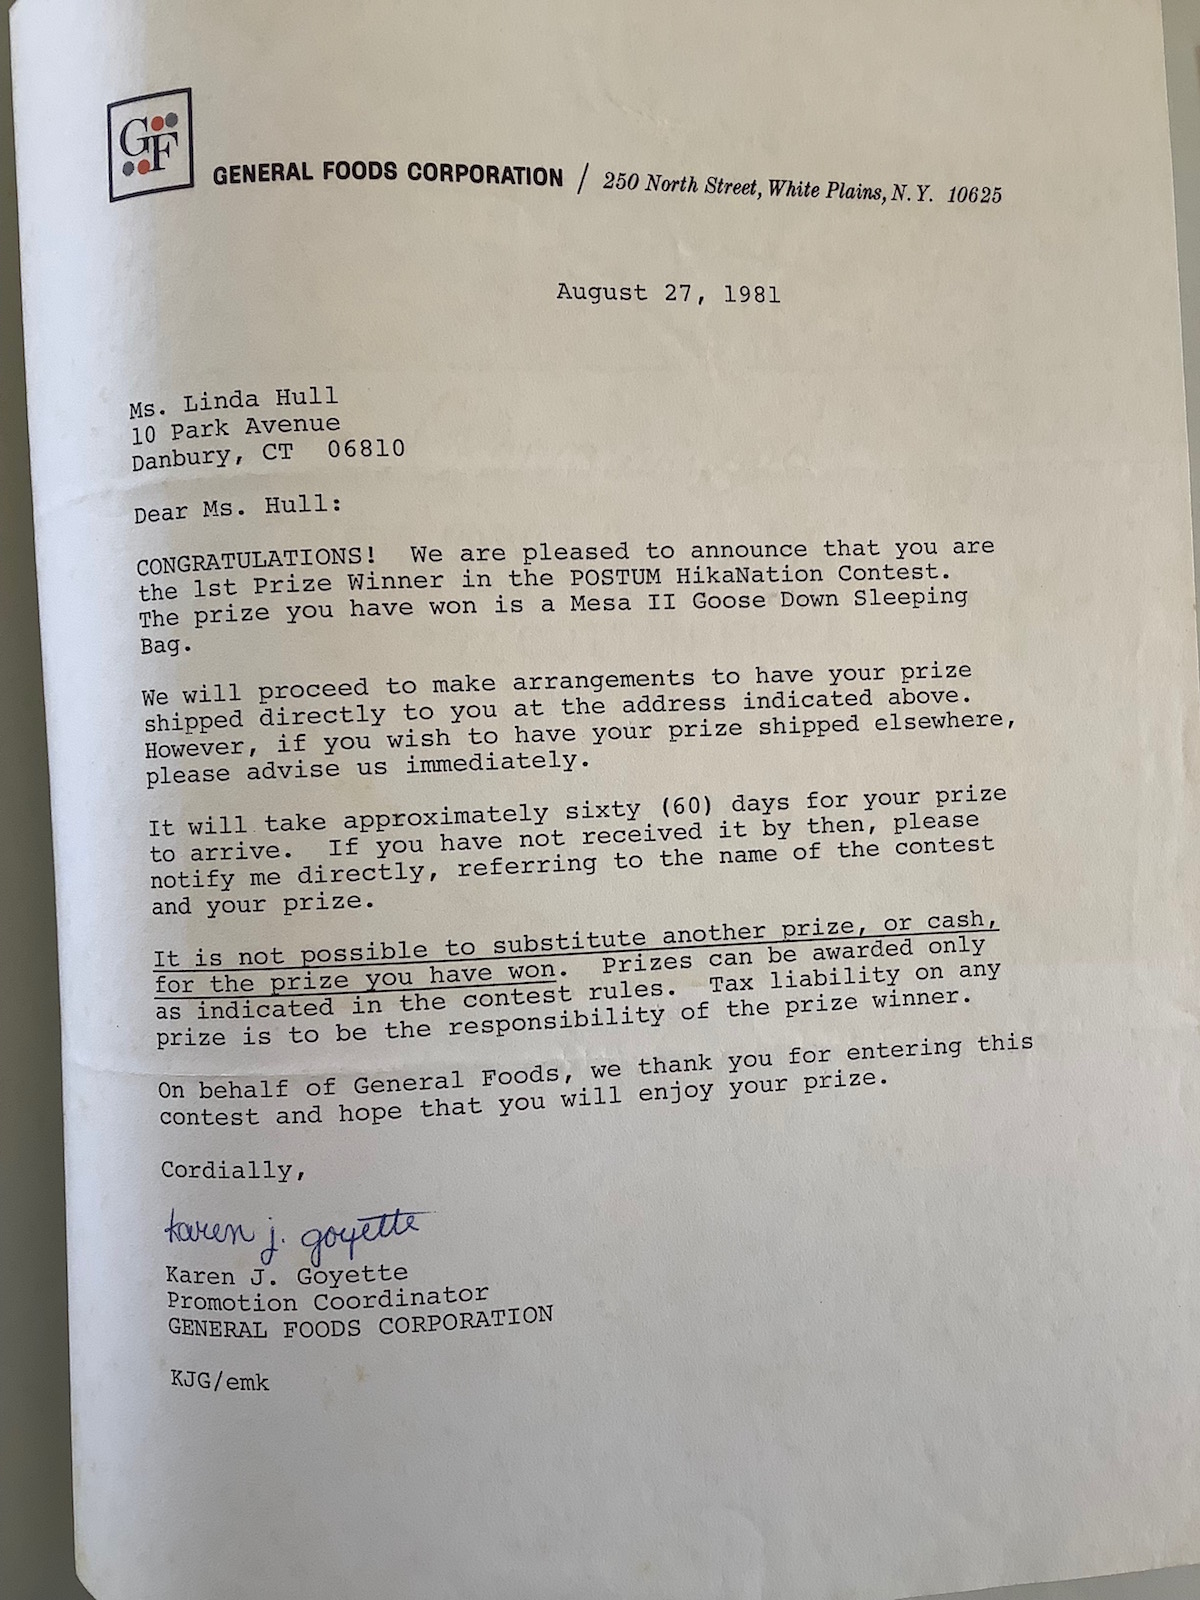 GF
GENERAL FOODS CORPORATION / 250 North Street, White Plains, N.Y. 10625
August 27, 1981
Ms. Linda Hull
10 Park Avenue
Danbury, CT 06810
Dear Ms. Hull:
CONGRATULATIONS! We are pleased to announce that you are
the 1st Prize Winner in the POSTUM HikaNation Contest.
The prize you have won is a Mesa II Goose Down Sleeping
Bag.
We will proceed to make arrangements to have your prize
shipped directly to you at the address indicated above.
However, if you wish to have your prize shipped elsewhere,
please advise us immediately.
It will take approximately sixty (60) days for your prize
to arrive. If you have not received it by then, please
notify me directly, referring to the name of the contest
and your prize.
It is not possible to substitute another prize, or cash,
for the prize you have won. Prizes can be awarded only
as indicated in the contest rules. Tax liability on any
prize is to be the responsibility of the prize winner.
On behalf of General Foods, we thank you for entering this
contest and hope that you will enjoy your prize.
Cordially,
karen j. goyette
Karen J. Goyette
Promotion Coordinator
GENERAL FOODS CORPORATION
KJG/emk